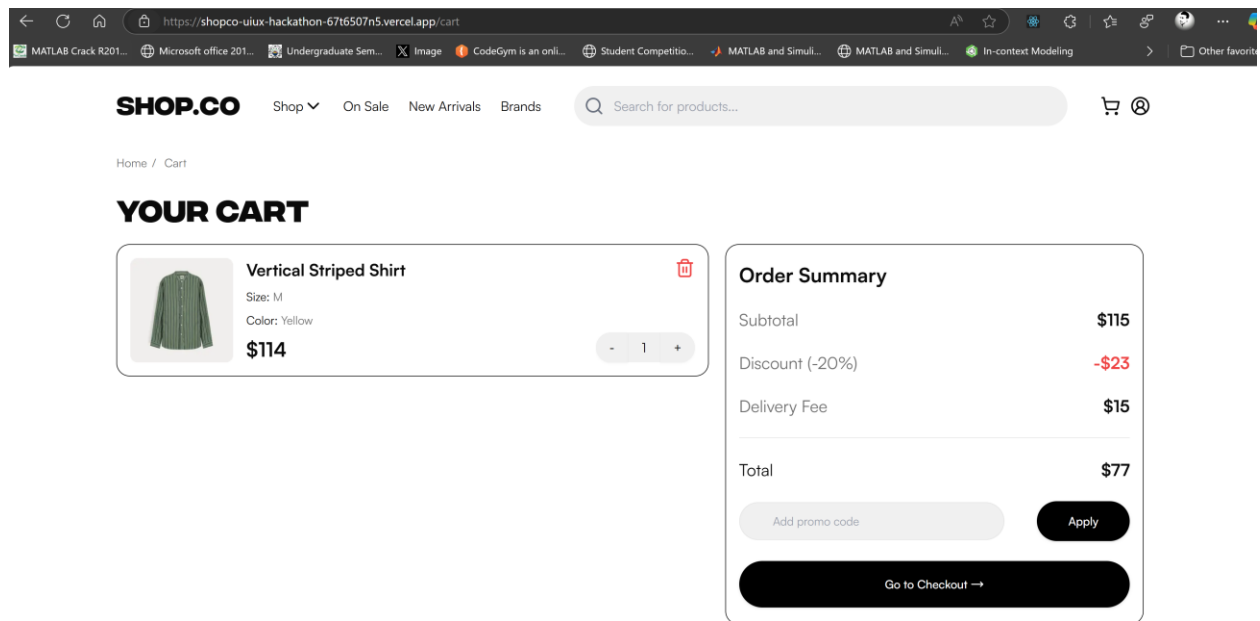 https://shopco-uiux-hackathon-67t6507n5.vercel.app/cart
MATLAB Crack R201... Microsoft office 201... Undergraduate Sem... Image CodeGym is an onli... Student Competitio... MATLAB and Simuli... MATLAB and Simuli... In-context Modeling Other favorite
SHOP.CO Shop On Sale New Arrivals Brands Search for products...
Home / Cart
YOUR CART
Vertical Striped Shirt
Size: M
Color: Yellow
$114 - 1 +
Order Summary
Subtotal $115
Discount (-20%) -$23
Delivery Fee $15
Total $77
Add promo code Apply
Go to Checkout →